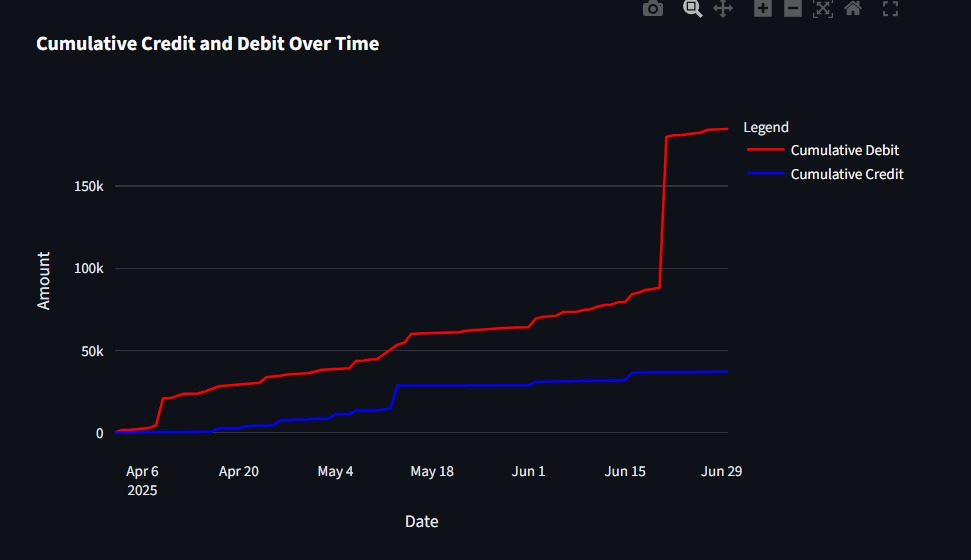 Cumulative Credit and Debit Over Time
Legend
Cumulative Debit
Cumulative Credit
150k
100k
50k
0
Amount
Apr 6
2025
Apr 20
May 4
May 18
Jun 1
Jun 15
Jun 29
Date